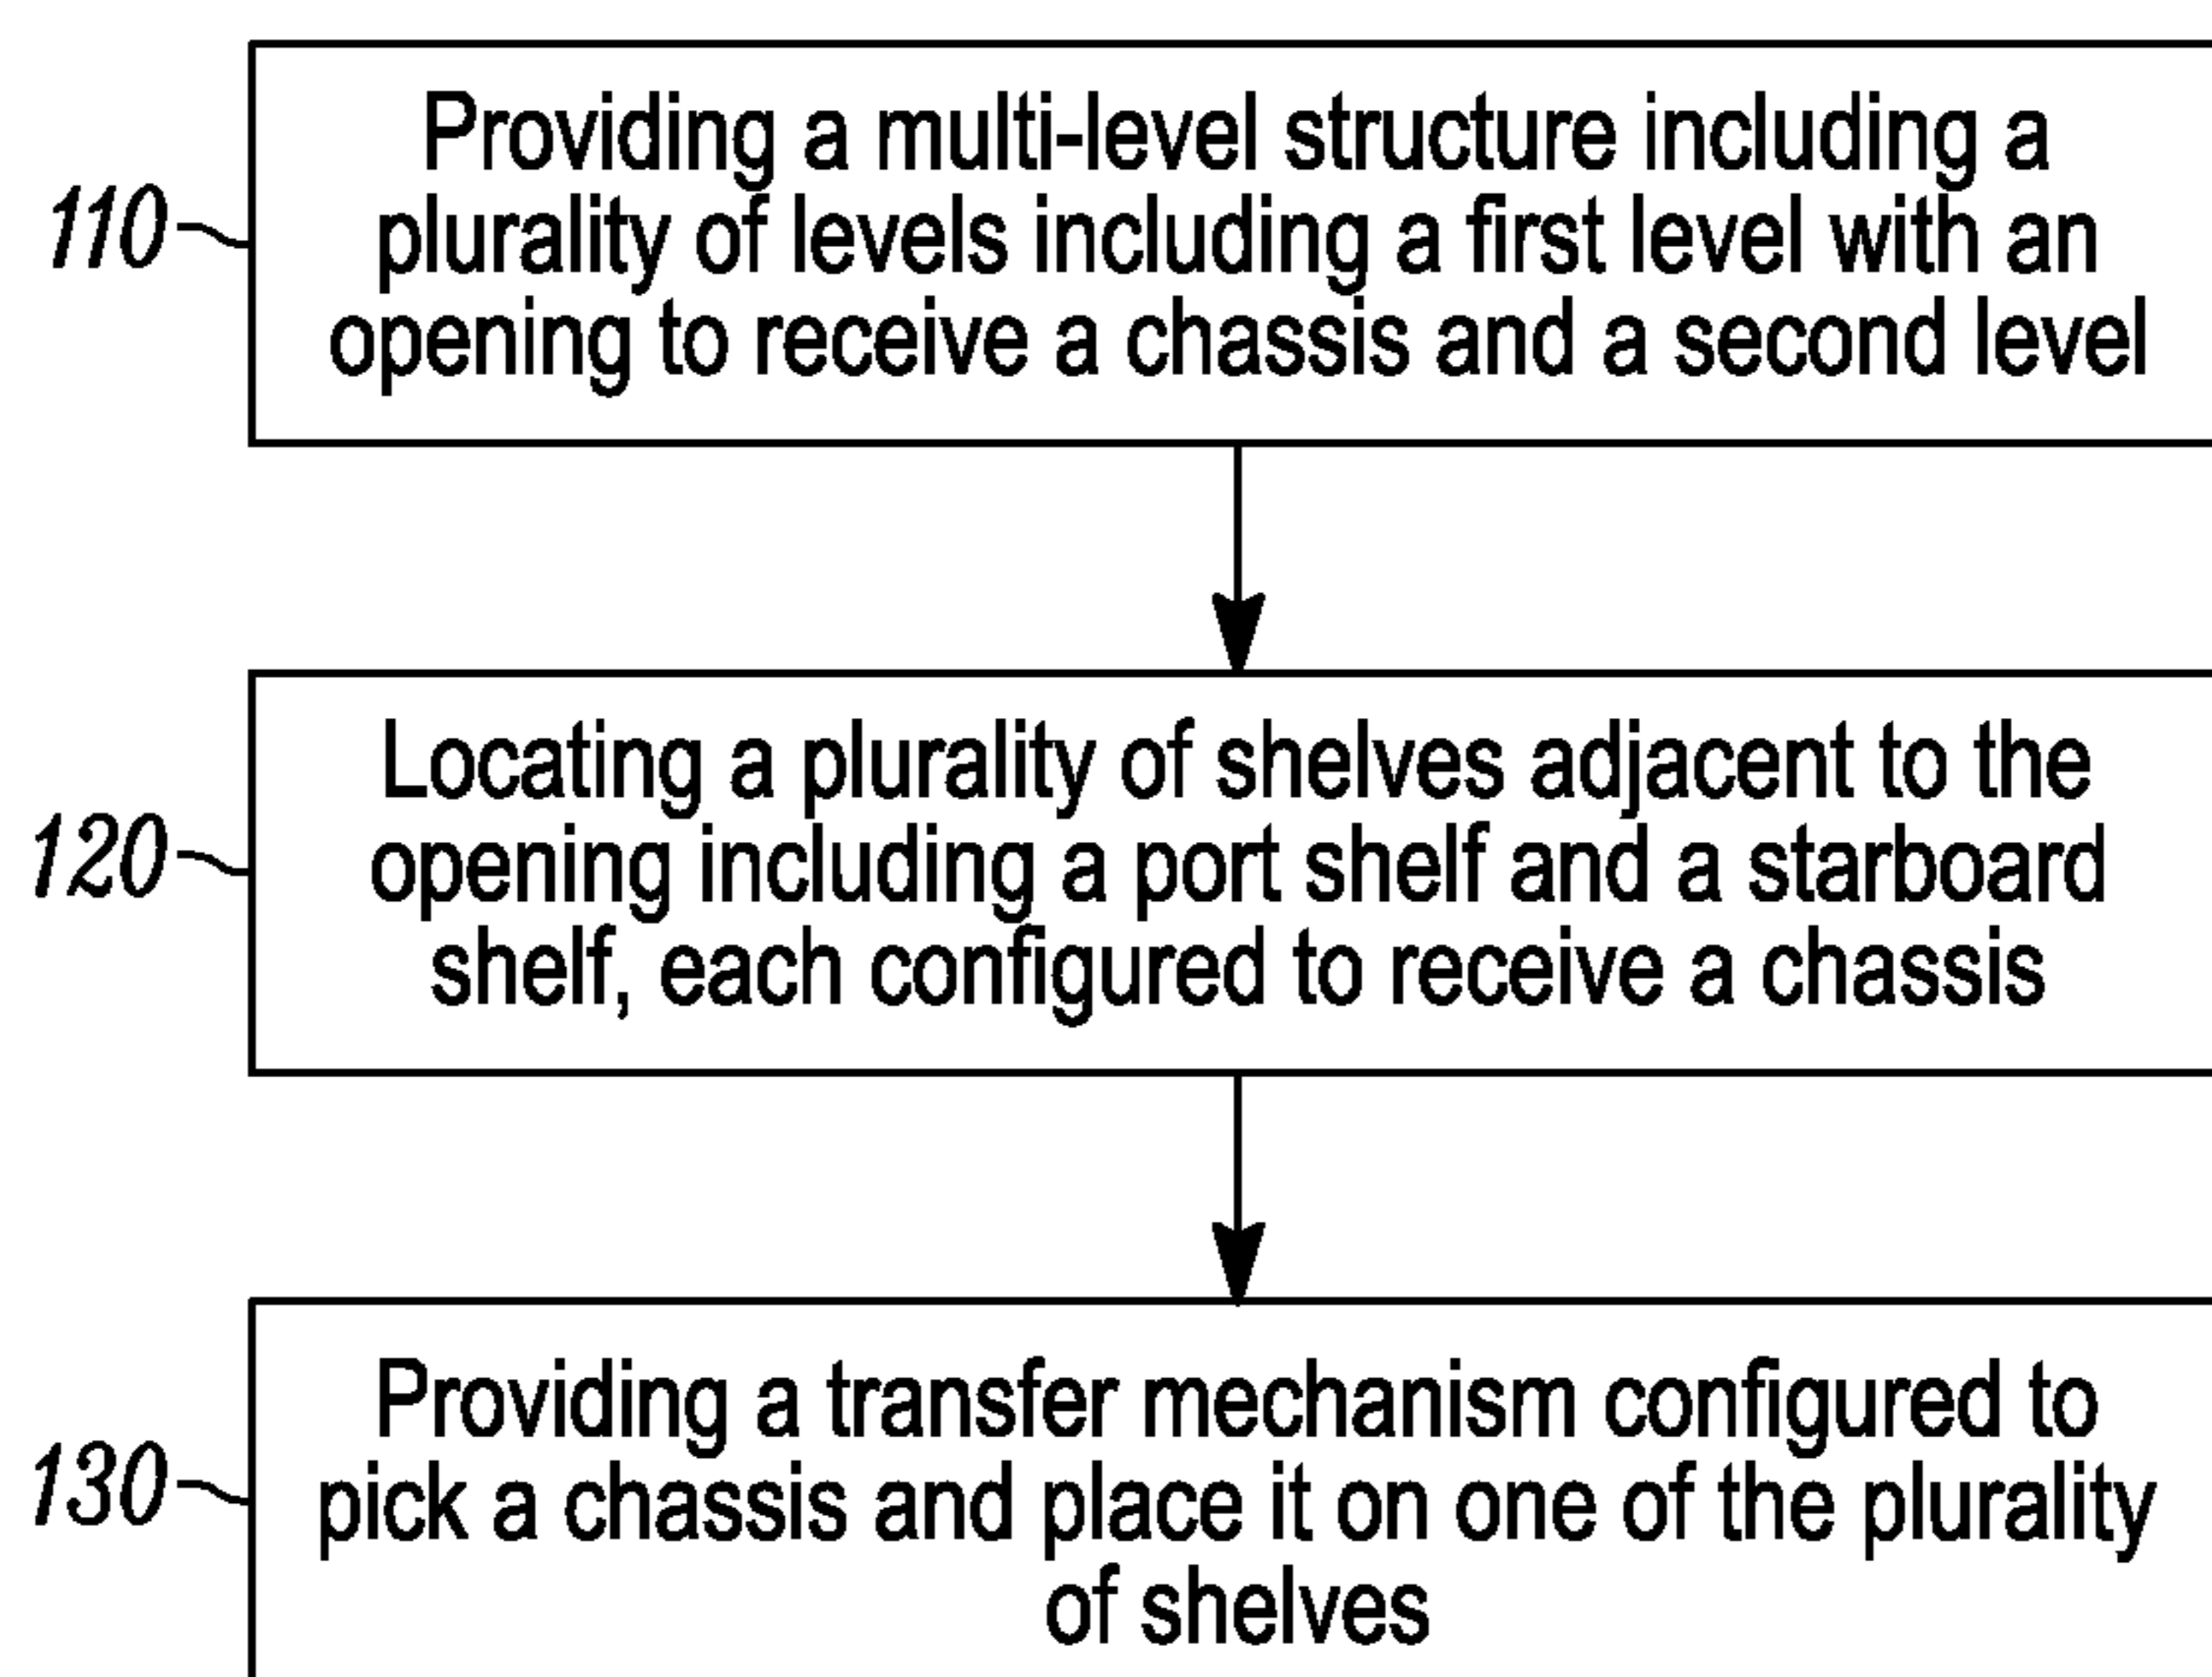 Providing a multi-level structure including a
110
plurality of levels including a first level with an
opening to receive a chassis and a second level
Locating a plurality of shelves adjacent to the
120
opening including a port shelf and a starboard
shelf, each configured to receive a chassis
Providing a transfer mechanism configured to
130
pick a chassis and place it on one of the plurality
of shelves